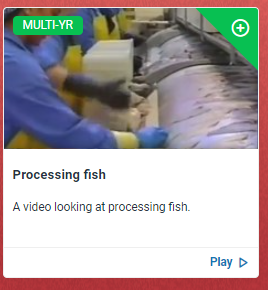 MULTI-YR
Processing fish
A video looking at processing fish.
Play